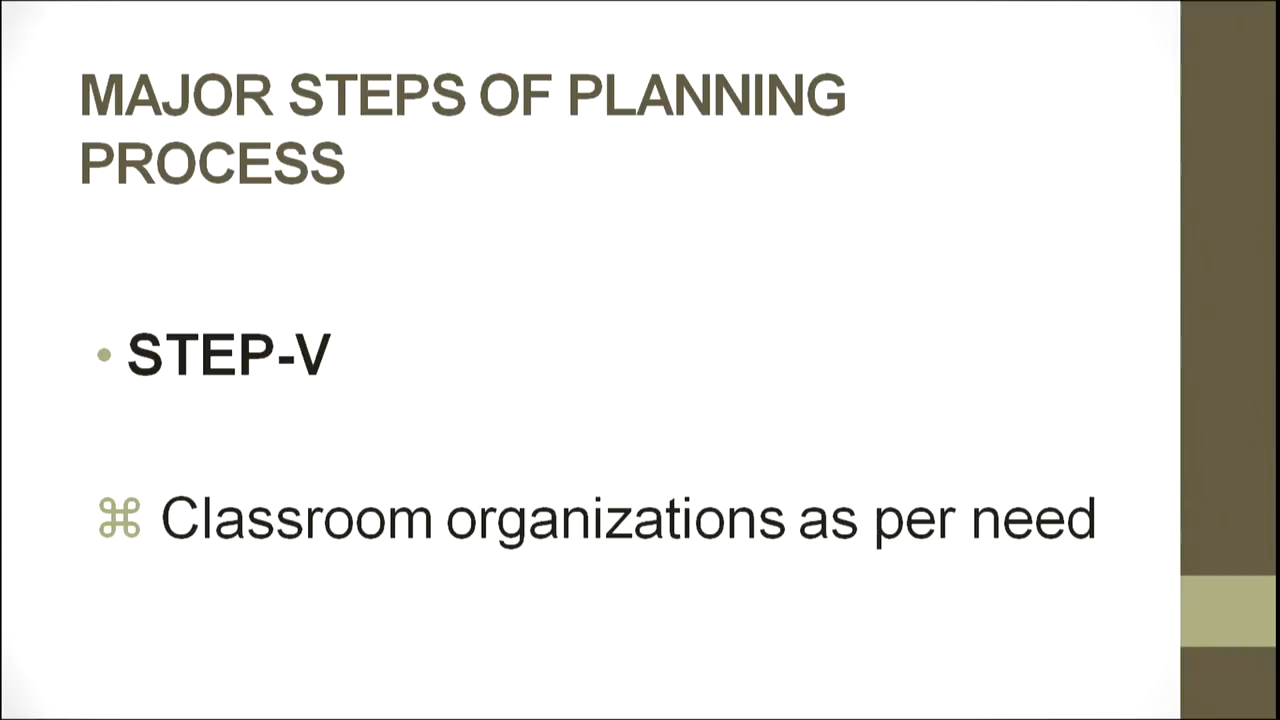 MAJOR STEPS OF PLANNING
PROCESS
• STEP-V
⌘ Classroom organizations as per need